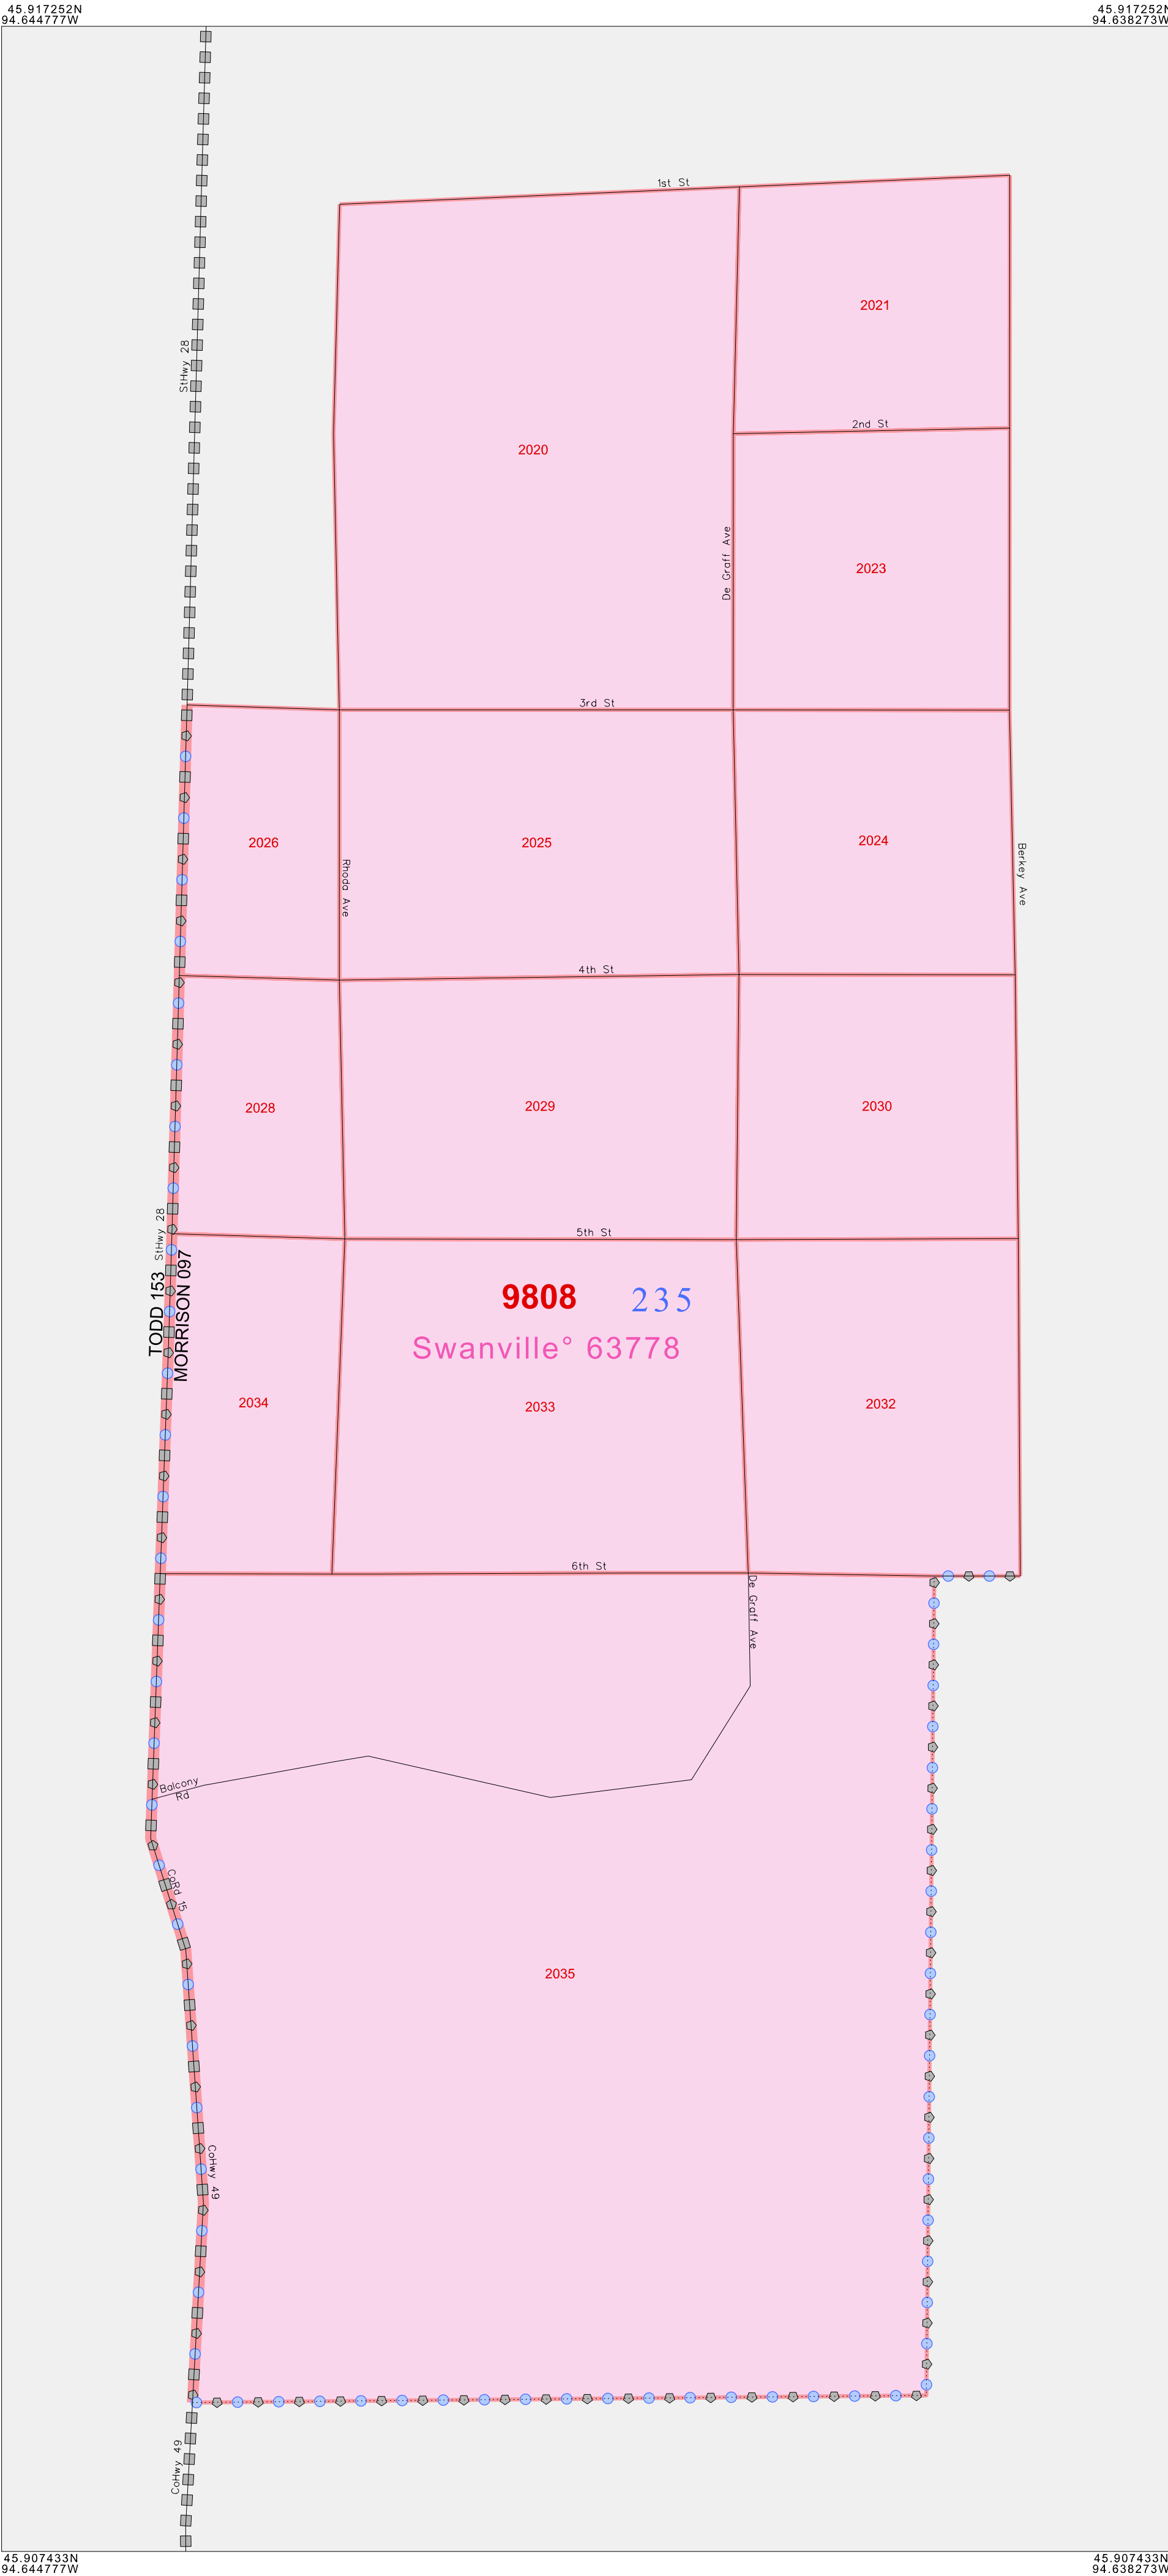 45.917252N
94.644777W
45.917252N
94.638273W
1st St
2021
StHwy 28
2nd St
2020
De Graff Ave
2023
3rd St
2026
2025
2024
Rhoda Ave
Berkey Ave
4th St
2028
2029
2030
StHwy 28
5th St
TODD 153
MORRISON 097
9808
235
Swanville° 63778
2034
2033
2032
6th St
De Graff Ave
Balcony
Rd
CoRd 15
2035
CoHwy 49
CoHwy 49
45.907433N
94.644777W
45.907433N
94.638273W